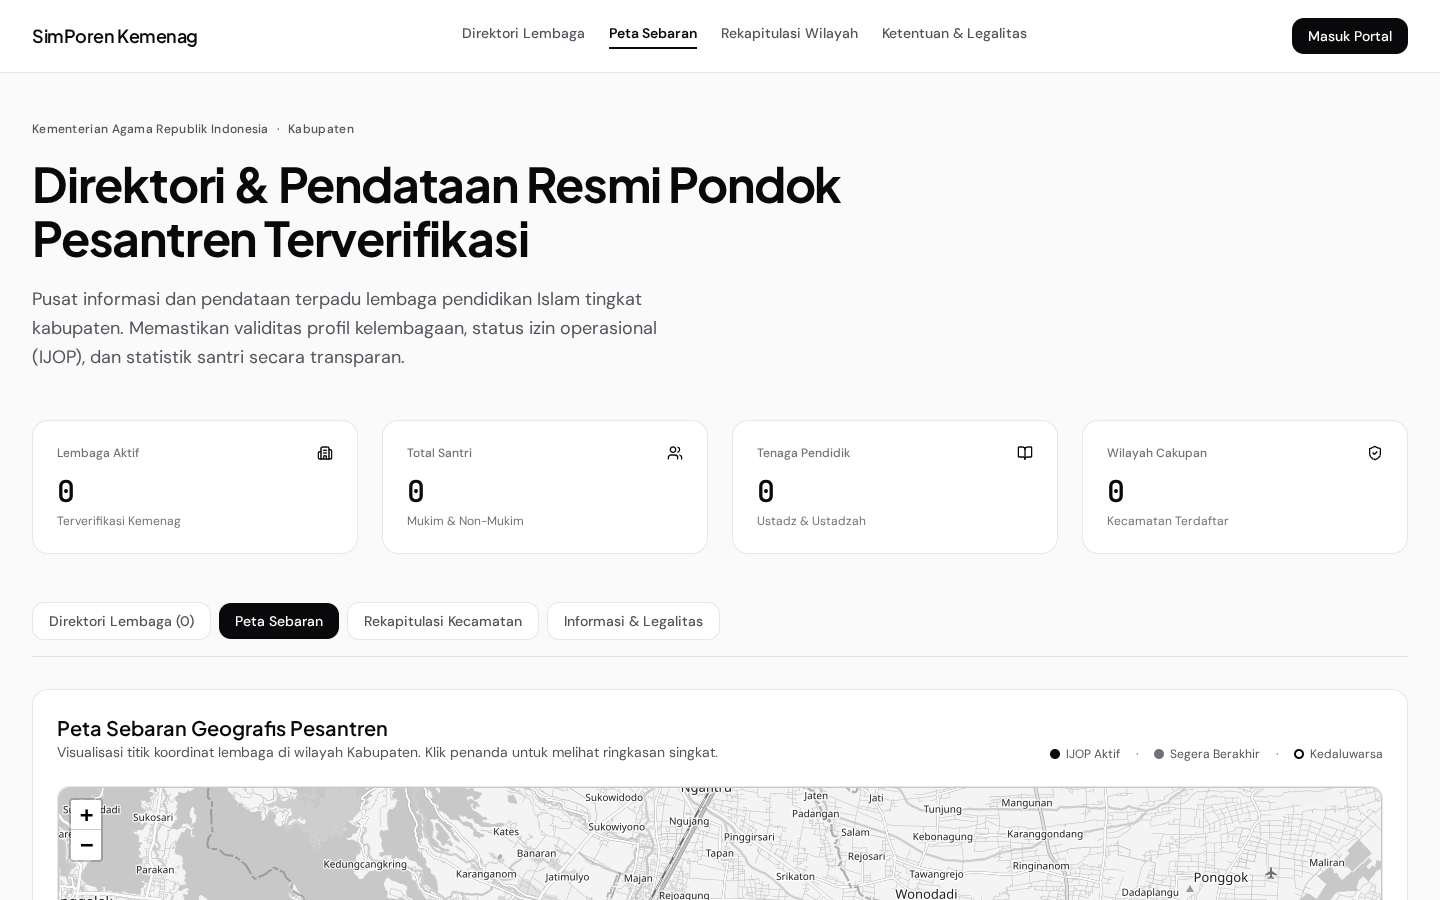 SimPoren Kemenag
Direktori Lembaga
Peta Sebaran
Rekapitulasi Wilayah
Ketentuan & Legalitas
Masuk Portal
Kementerian Agama Republik Indonesia · Kabupaten
Direktori & Pendataan Resmi Pondok
Pesantren Terverifikasi
Pusat informasi dan pendataan terpadu lembaga pendidikan Islam tingkat
kabupaten. Memastikan validitas profil kelembagaan, status izin operasional
(IJOP), dan statistik santri secara transparan.
Lembaga Aktif
0
Terverifikasi Kemenag
Total Santri
0
Mukim & Non-Mukim
Tenaga Pendidik
0
Ustadz & Ustadzah
Wilayah Cakupan
0
Kecamatan Terdaftar
Direktori Lembaga (0)
Peta Sebaran
Rekapitulasi Kecamatan
Informasi & Legalitas
Peta Sebaran Geografis Pesantren
Visualisasi titik koordinat lembaga di wilayah Kabupaten. Klik penanda untuk melihat ringkasan singkat.
IJOP Aktif · Segera Berakhir · Kedaluwarsa
+
−
Sukosari
Parakan
Kedungcangkring
Kates
Banaran
Karanganom
Jatimulyo
Sukowidodo
Sukowiyono
Ngantru
Ngujang
Pinggirsari
Tapan
Majan
Rejoagung
Jaten
Padangan
Jati
Salam
Rejosari
Srikaton
Tunjung
Kebonagung
Tawangrejo
Wonodadi
Manungan
Karanggondang
Ringinanom
Dadaplangu
Ponggok
Maliran